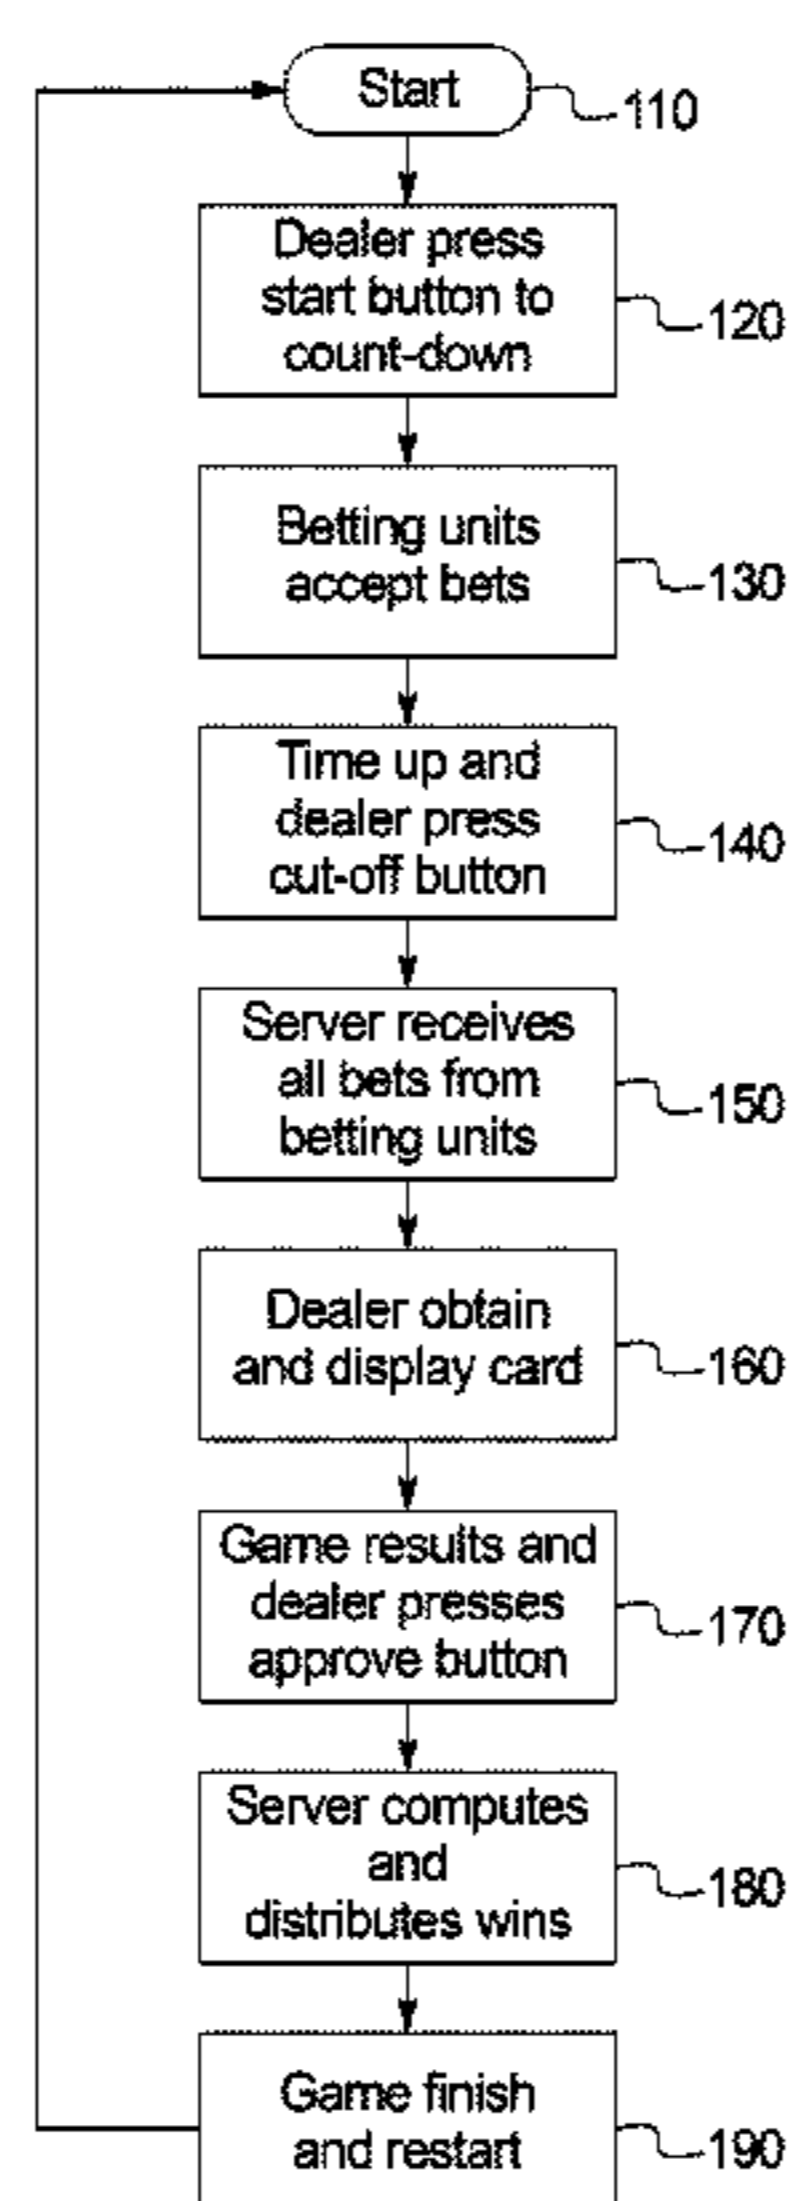 Start
110
Dealer press
start button to
count-down
120
Betting units
accept bets
130
Time up and
dealer press
cut-off button
140
Server receives
all bets from
betting units
150
Dealer obtain
and display card
160
Game results and
dealer presses
approve button
170
Server computes
and
distributes wins
180
Game finish
and restart
190